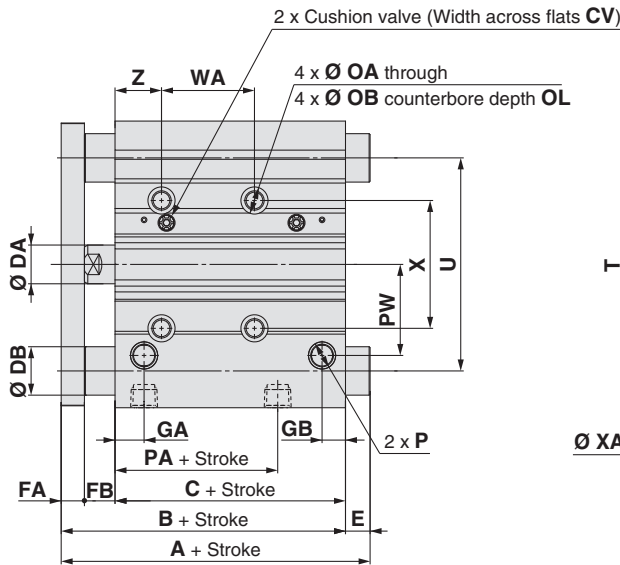 2 x Cushion valve (Width across flats CV)
Z
WA
4 x Ø OA through
4 x Ø OB counterbore depth OL
Ø DA
X
U
T
PW
Ø DB
GA
GB
2 x P
Ø XA
PA + Stroke
FA
FB
C + Stroke
B + Stroke
E
A + Stroke